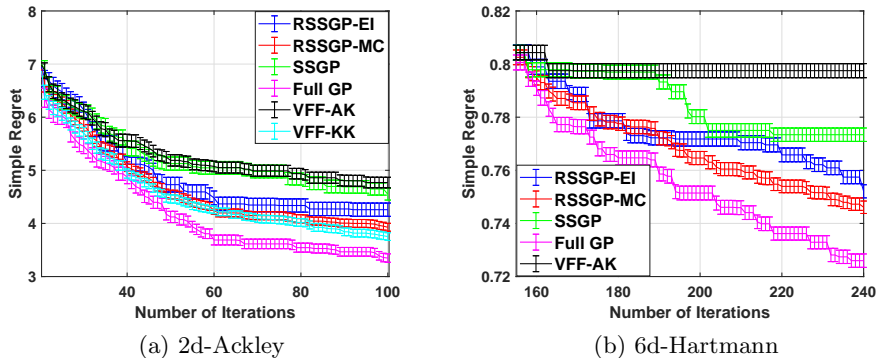 8
7
6
5
4
3
Simple Regret
20
40
60
80
100
Number of Iterations
RSSGP-EI
RSSGP-MC
SSGP
Full GP
VFF-AK
VFF-KK
(a) 2d-Ackley
0.82
0.8
0.78
0.76
0.74
0.72
Simple Regret
160
180
200
220
240
Number of Iterations
RSSGP-EI
RSSGP-MC
SSGP
Full GP
VFF-AK
(b) 6d-Hartmann